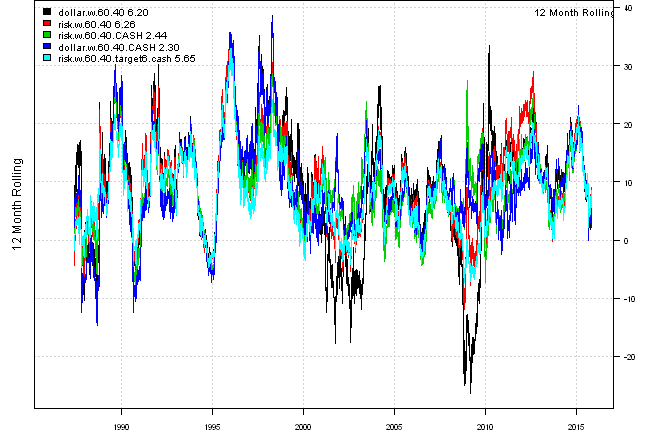 12 Month Rolling
dollar.w.60.40 6.20
risk.w.60.40 6.26
risk.w.60.40.CASH 2.44
dollar.w.60.40.CASH 2.30
risk.w.60.40.target6.cash 5.65
12 Month Rolling
40
30
20
10
0
-10
-20
1990
1995
2000
2005
2010
2015